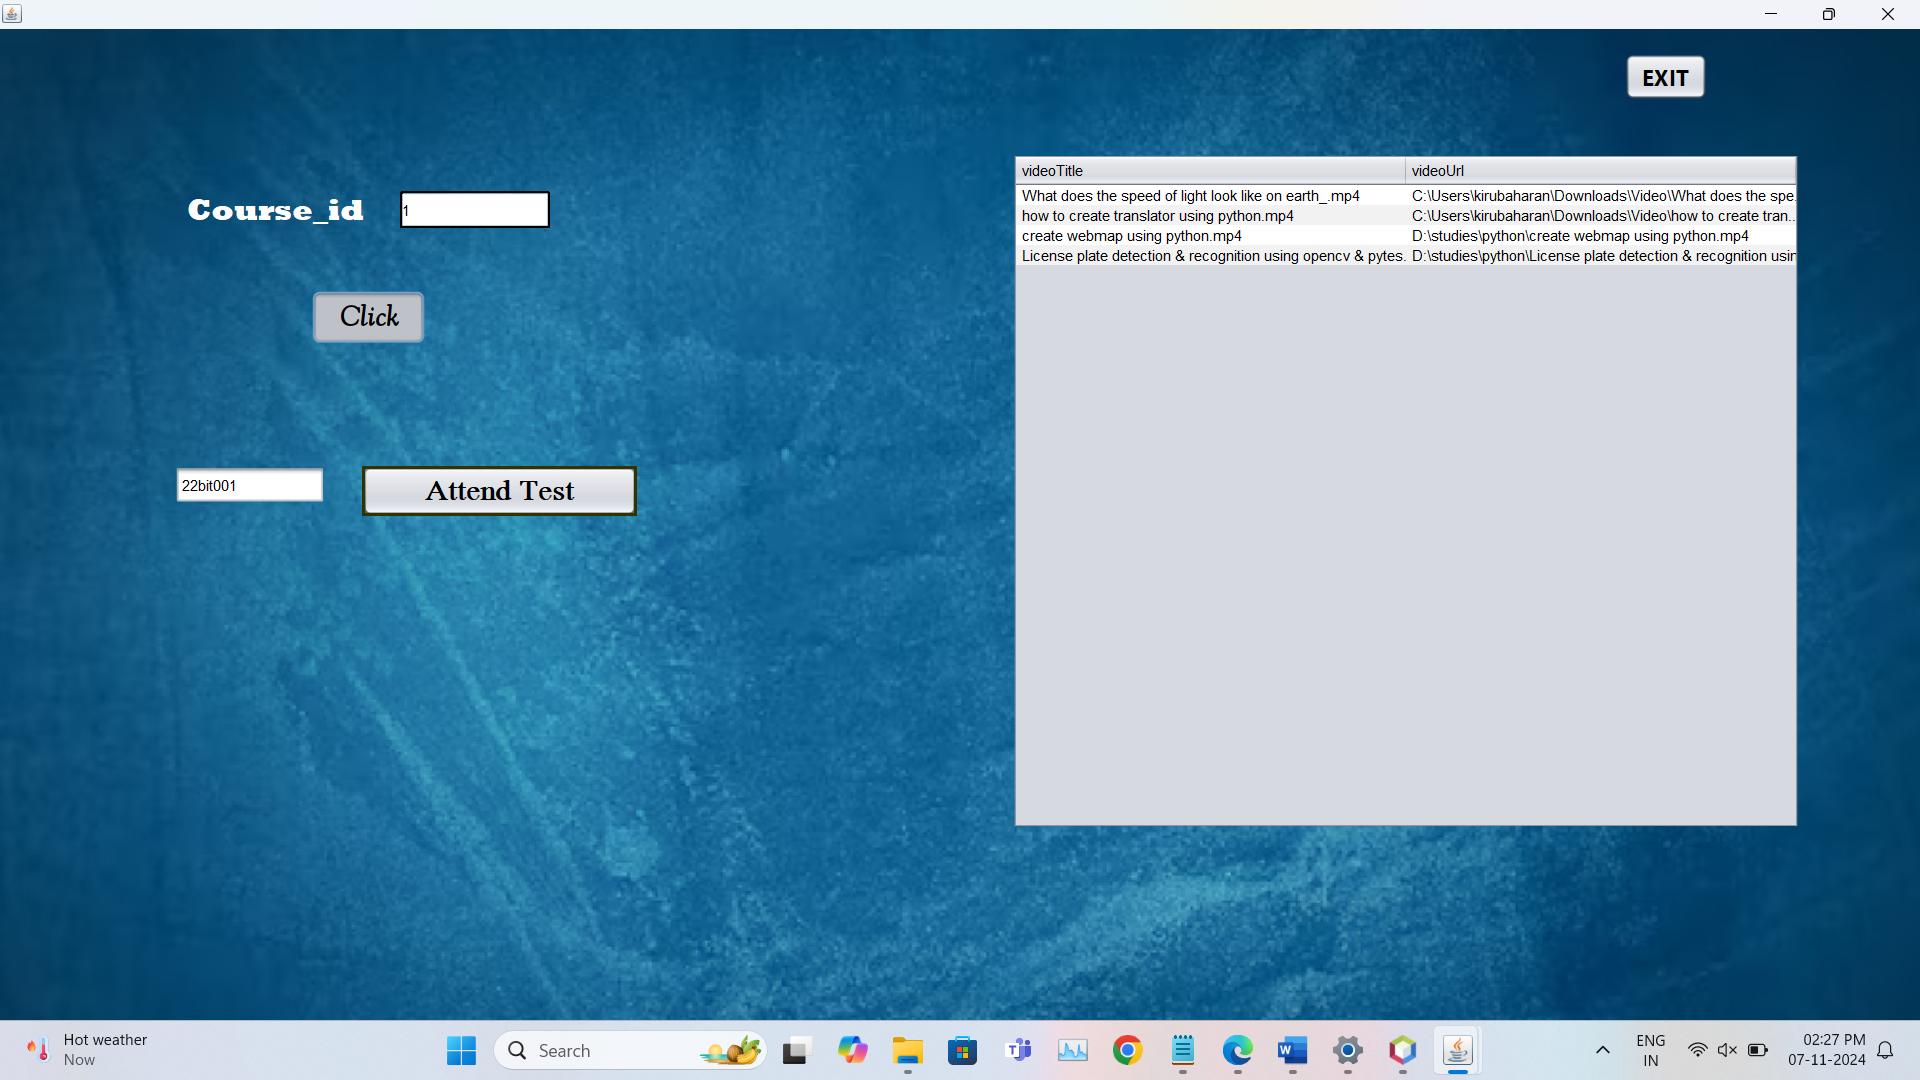 EXIT
Course_id
1
Click
22bit001
Attend Test
videoTitle videoUrl
What does the speed of light look like on earth_.mp4 C:\Users\kirubaharan\Downloads\Video\What does the spe.
how to create translator using python.mp4 C:\Users\kirubaharan\Downloads\Video\how to create tran..
create webmap using python.mp4 D:\studies\python\create webmap using python.mp4
License plate detection & recognition using opencv & pytes. D:\studies\python\License plate detection & recognition usin
Hot weather
Now
Search
ENG
IN
02:27 PM
07-11-2024